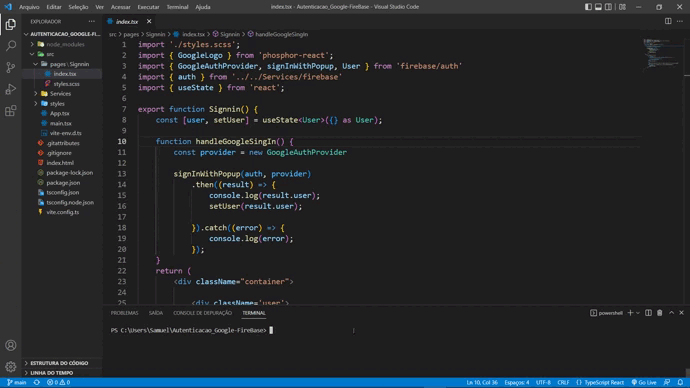 Arquivo Editar Seleção Ver Acessar Executar Terminal Ajuda
index.tsx - Autenticacao_Google-FireBase - Visual Studio Code
EXPLORADOR
index.tsx
AUTENTICACAO_GOOGLE-FI...
node_modules
src
pages\Signnin
index.tsx
styles.scss
Services
styles
App.tsx
main.tsx
vite-env.d.ts
.gitattributes
.gitignore
index.html
package-lock.json
package.json
tsconfig.json
tsconfig.node.json
vite.config.ts
ESTRUTURA DO CÓDIGO
LINHA DO TEMPO
src > pages > Signnin > index.tsx > Signnin > handleGoogleSingIn
1 import './styles.scss';
2 import { GoogleLogo } from 'phosphor-react';
3 import { GoogleAuthProvider, signInWithPopup, User } from 'firebase/auth'
4 import { auth } from '../../Services/firebase'
5 import { useState } from 'react';
6
7 export function Signnin() {
8 const [user, setUser] = useState<User>({} as User);
9
10 function handleGoogleSingIn() {
11 const provider = new GoogleAuthProvider
12
13 signInWithPopup(auth, provider)
14 .then((result) => {
15 console.log(result.user);
16 setUser(result.user);
17
18 }).catch((error) => {
19 console.log(error);
20 });
21 }
22 return (
23 <div className="container">
24
25 <div className='user'>
PROBLEMAS SAÍDA CONSOLE DE DEPURAÇÃO TERMINAL
powershell
PS C:\Users\Samuel\Autenticacao_Google-FireBase>
main 0 0
Ln 10, Col 36 Espaços: 4 UTF-8 CRLF {} TypeScript React Go Live